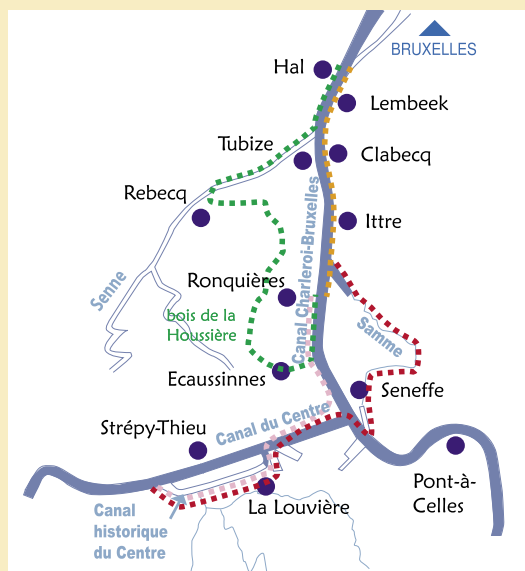 BRUXELLES
Hal
Lembeek
Tubize
Clabecq
Rebecq
Ittre
Canal Charleroi-Bruxelles
Senne
Ronquières
bois de la
Houssière
Samme
Ecaussinnes
Seneffe
Strépy-Thieu
Canal du Centre
Pont-à-
Celles
La Louvière
Canal
historique
du Centre